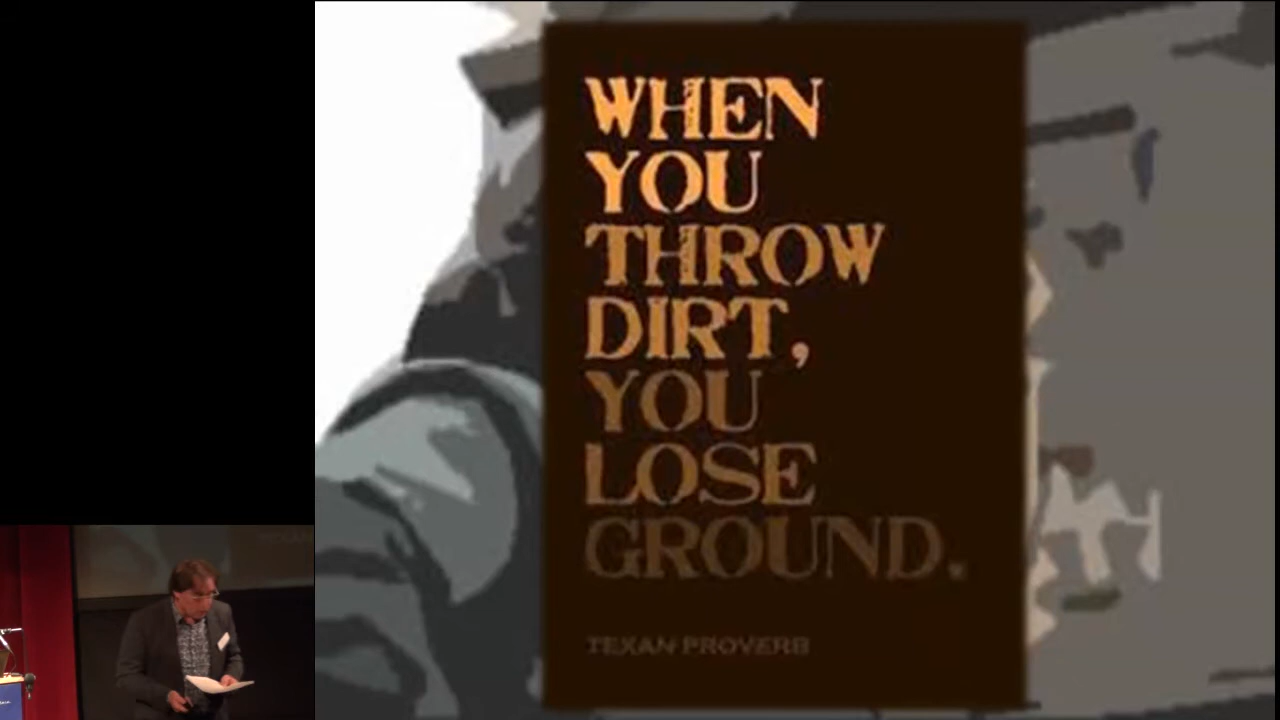 WHEN
YOU
THROW
DIRT,
YOU
LOSE
GROUND.
TEXAN PROVERB